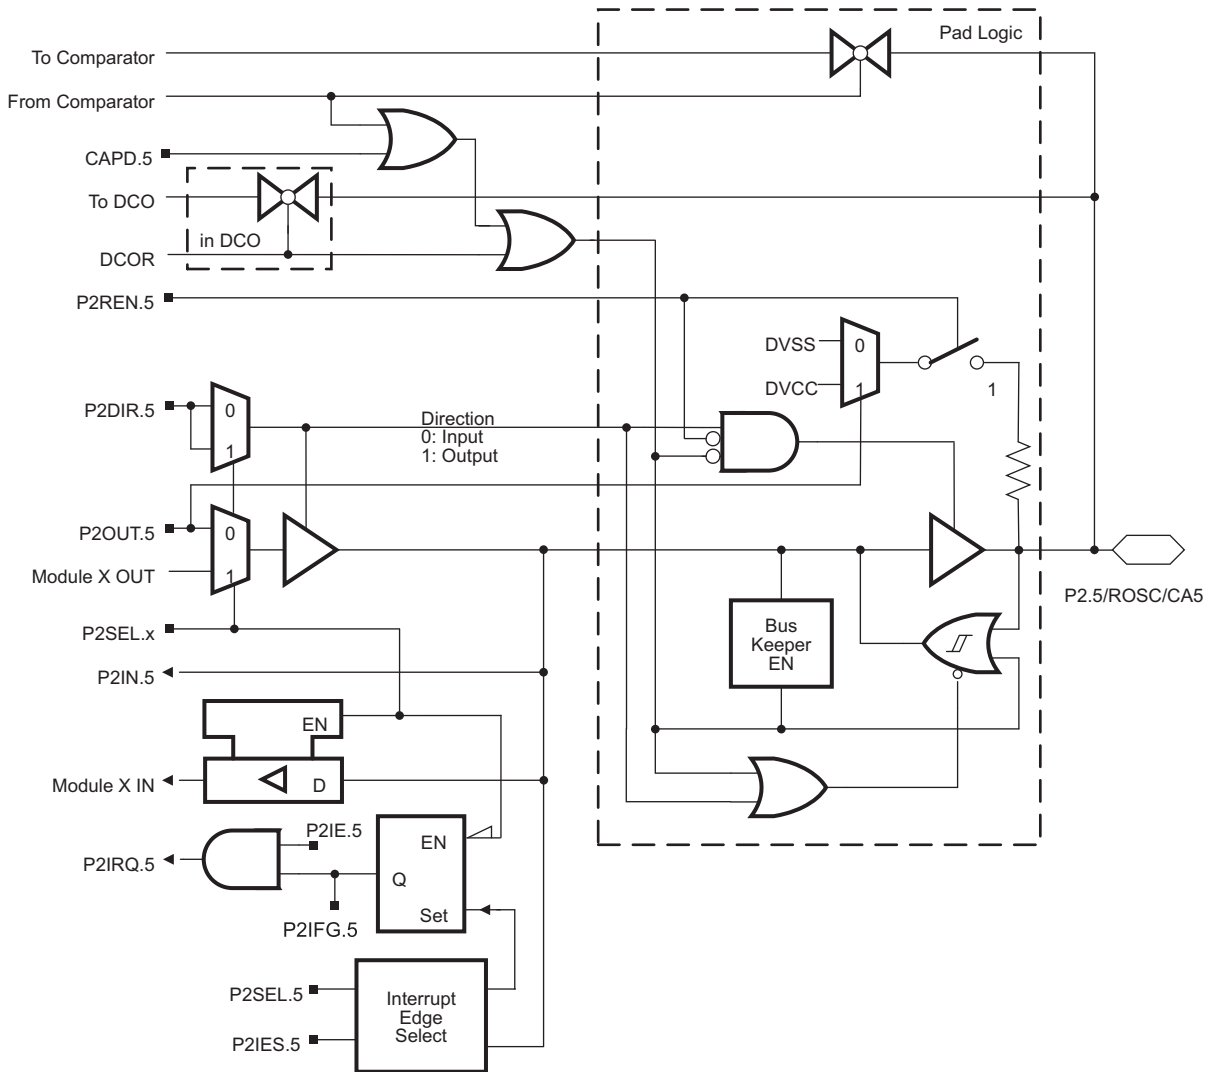 Pad Logic
To Comparator
From Comparator
CAPD.5
To DCO
in DCO
DCOR
P2REN.5
DVSS
0
DVCC
1
1
P2DIR.5
0
1
Direction
0: Input
1: Output
P2OUT.5
0
Module X OUT
1
P2.5/ROSC/CA5
P2SEL.x
Bus
Keeper
EN
P2IN.5
EN
Module X IN
D
P2IE.5
EN
P2IRQ.5
Q
Set
P2IFG.5
P2SEL.5
Interrupt
Edge
Select
P2IES.5